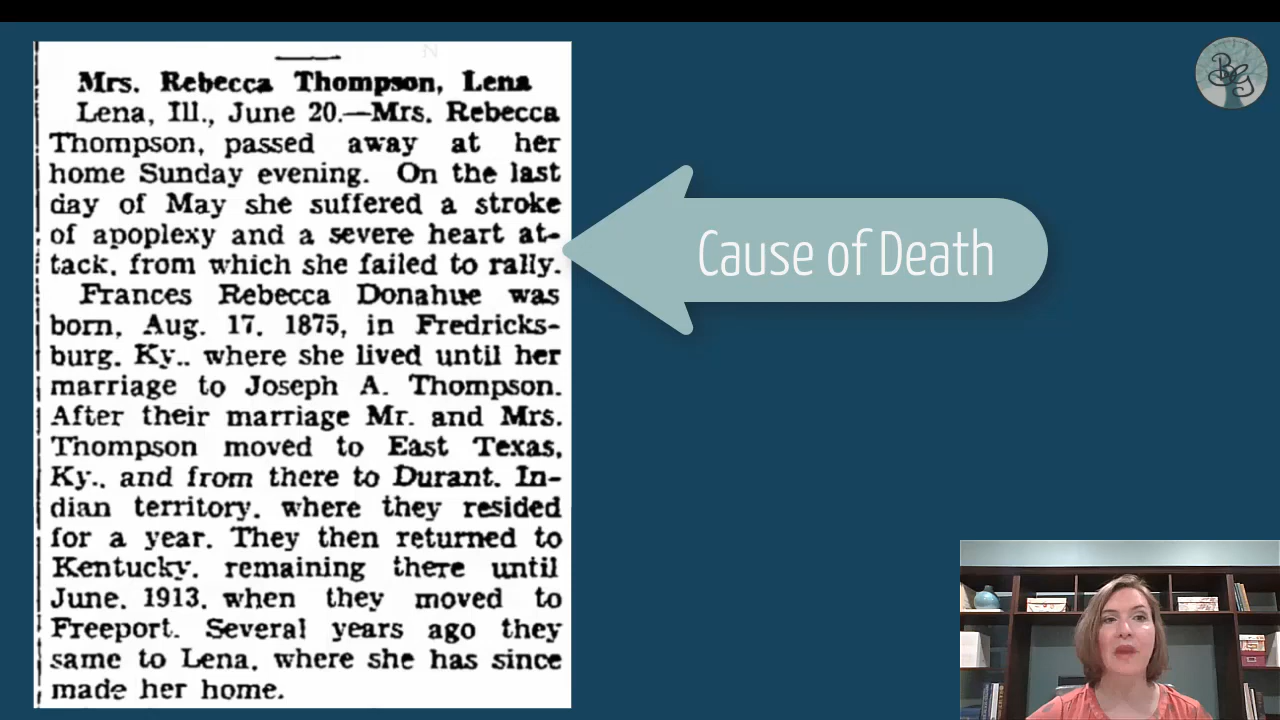 Mrs. Rebecca Thompson, Lena
Lena, Ill., June 20.—Mrs. Rebecca
Thompson, passed away at her
home Sunday evening. On the last
day of May she suffered a stroke
of apoplexy and a severe heart at-
tack, from which she failed to rally.
Frances Rebecca Donahue was
born, Aug. 17, 1875, in Fredricks-
burg, Ky., where she lived until her
marriage to Joseph A. Thompson.
After their marriage Mr. and Mrs.
Thompson moved to East Texas,
Ky., and from there to Durant, In-
dian territory, where they resided
for a year. They then returned to
Kentucky, remaining there until
June, 1913, when they moved to
Freeport. Several years ago they
same to Lena, where she has since
made her home.
Cause of Death
BCG